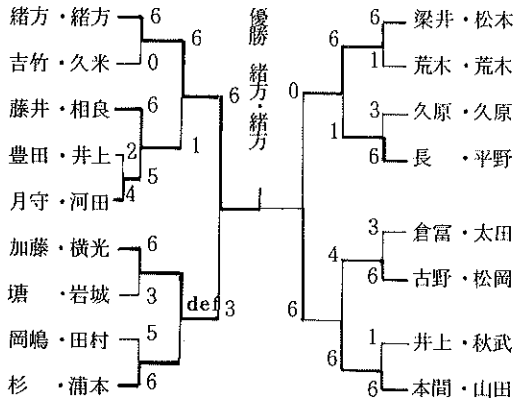 緒方・緒方
6
吉竹・久米
0
6
藤井・相良
6
豊田・井上
2
月守・河田
4
5
1
6
加藤・横光
6
塘・岩城
3
def
3
岡嶋・田村
5
杉・浦本
6
優勝 緒方・緒方
6
梁井・松本
1
荒木・荒木
6
0
3
久原・久原
1
6
長・平野
3
倉富・太田
4
6
古野・松岡
6
1
井上・秋武
6
本間・山田